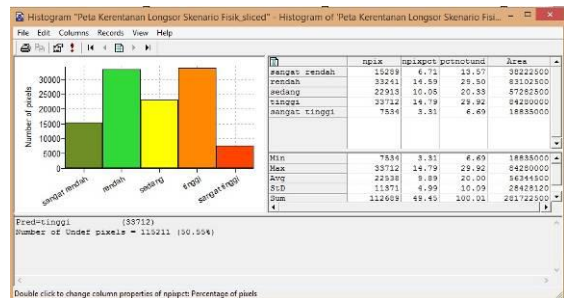 Histogram "Peta Kerentanan Longsor Skenario Fisik_sliced" - Histogram of 'Peta Kerentanan Longsor Skenario Fisi...
File Edit Columns Records View Help
Number of pixels
30000
25000
20000
15000
10000
5000
0
sangat rendah
rendah
sedang
tinggi
sangat tinggi
npix npixpct pctnotund Area
sangat rendah 15289 6.71 13.57 38222500
rendah 33241 14.59 29.50 83102500
sedang 22913 10.05 20.33 57282500
tinggi 33712 14.79 29.92 84280000
sangat tinggi 7534 3.31 6.69 18835000
Min 7534 3.31 6.69 18835000
Max 33712 14.79 29.92 84280000
Avg 22538 9.89 20.00 56344500
StD 11371 4.99 10.09 28428120
Sum 112689 49.45 100.01 281722500
Pred=tinggi (33712)
Number of Undef pixels = 115211 (50.55%)
Double click to change column properties of npixpct: Percentage of pixels